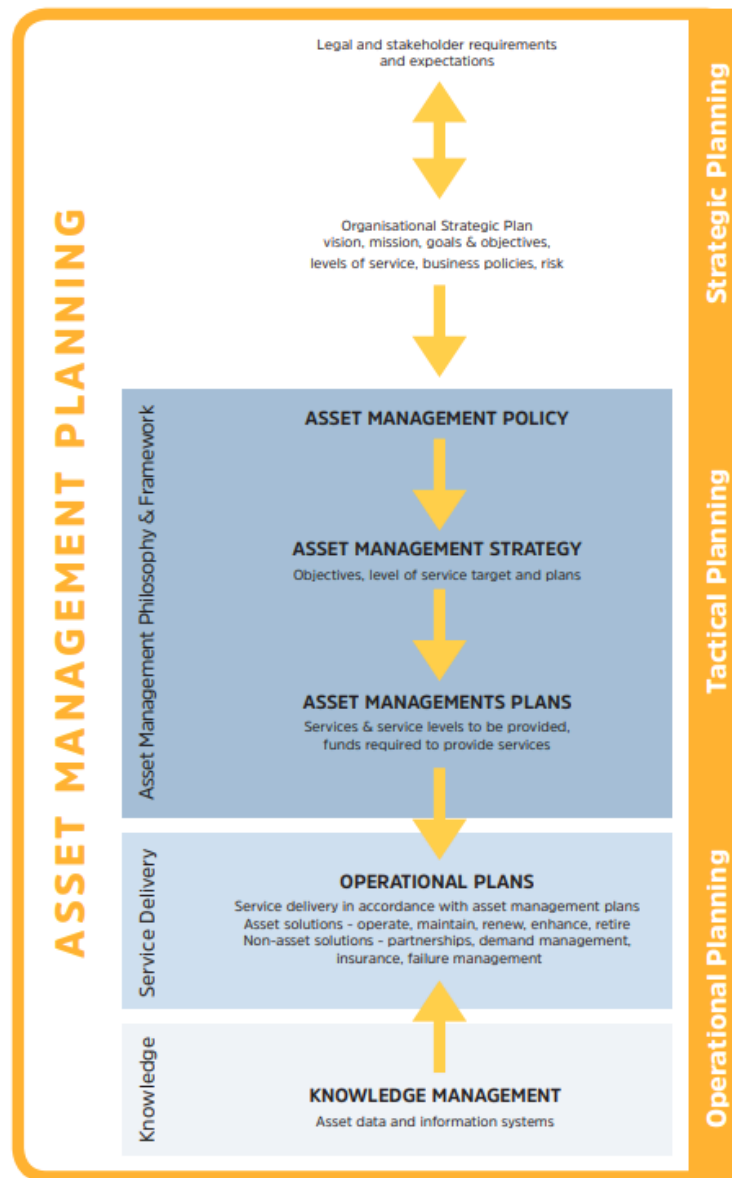 ASSET MANAGEMENT PLANNING
Legal and stakeholder requirements
and expectations
Organisational Strategic Plan
vision, mission, goals & objectives,
levels of service, business policies, risk
Strategic Planning
Asset Management Philosophy & Framework
ASSET MANAGEMENT POLICY
ASSET MANAGEMENT STRATEGY
Objectives, level of service target and plans
ASSET MANAGEMENTS PLANS
Services & service levels to be provided,
funds required to provide services
Tactical Planning
Service Delivery
OPERATIONAL PLANS
Service delivery in accordance with asset management plans
Asset solutions - operate, maintain, renew, enhance, retire
Non-asset solutions - partnerships, demand management,
insurance, failure management
Knowledge
KNOWLEDGE MANAGEMENT
Asset data and information systems
Operational Planning